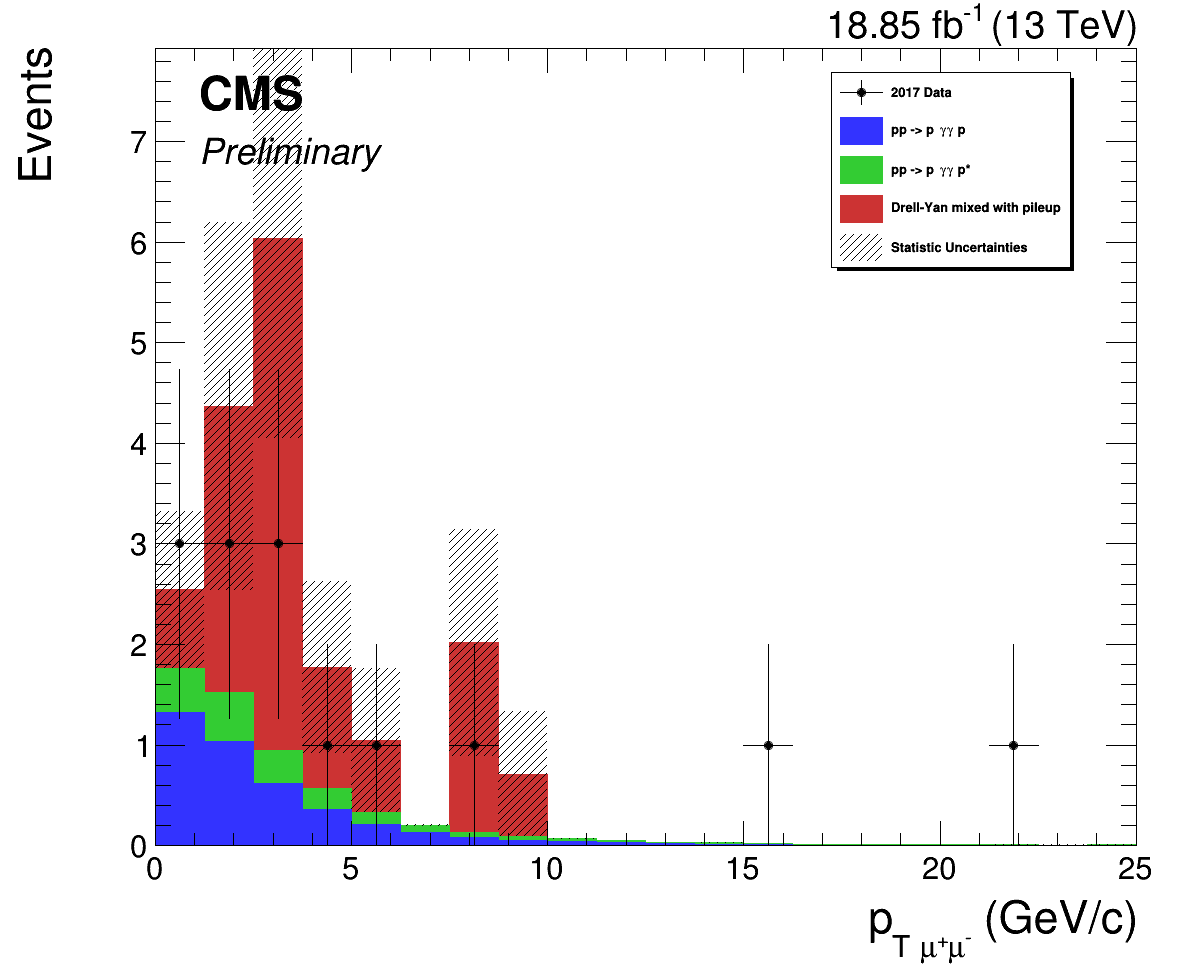 18.85 fb⁻¹ (13 TeV)
Events
CMS
Preliminary
2017 Data
pp -> p γγ p
pp -> p γγ p*
Drell-Yan mixed with pileup
Statistic Uncertainties
7
6
5
4
3
2
1
0
0 5 10 15 20 25
p_T μ⁺μ⁻ (GeV/c)